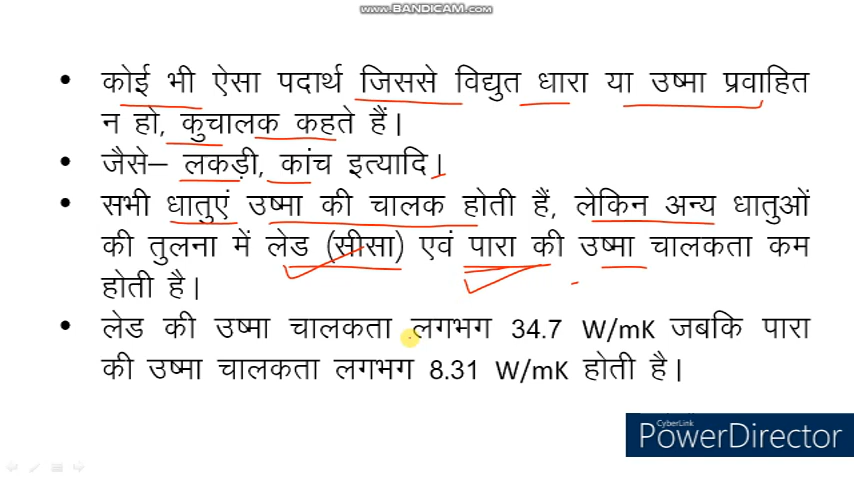 www.BANDICAM.com
• कोई भी ऐसा पदार्थ जिससे विद्युत धारा या उष्मा प्रवाहित
न हो, कुचालक कहते हैं।
• जैसे– लकड़ी, कांच इत्यादि।
• सभी धातुएं उष्मा की चालक होती हैं, लेकिन अन्य धातुओं
की तुलना में लेड (सीसा) एवं पारा की उष्मा चालकता कम
होती है।
• लेड की उष्मा चालकता लगभग 34.7 W/mK जबकि पारा
की उष्मा चालकता लगभग 8.31 W/mK होती है।
CyberLink
PowerDirector